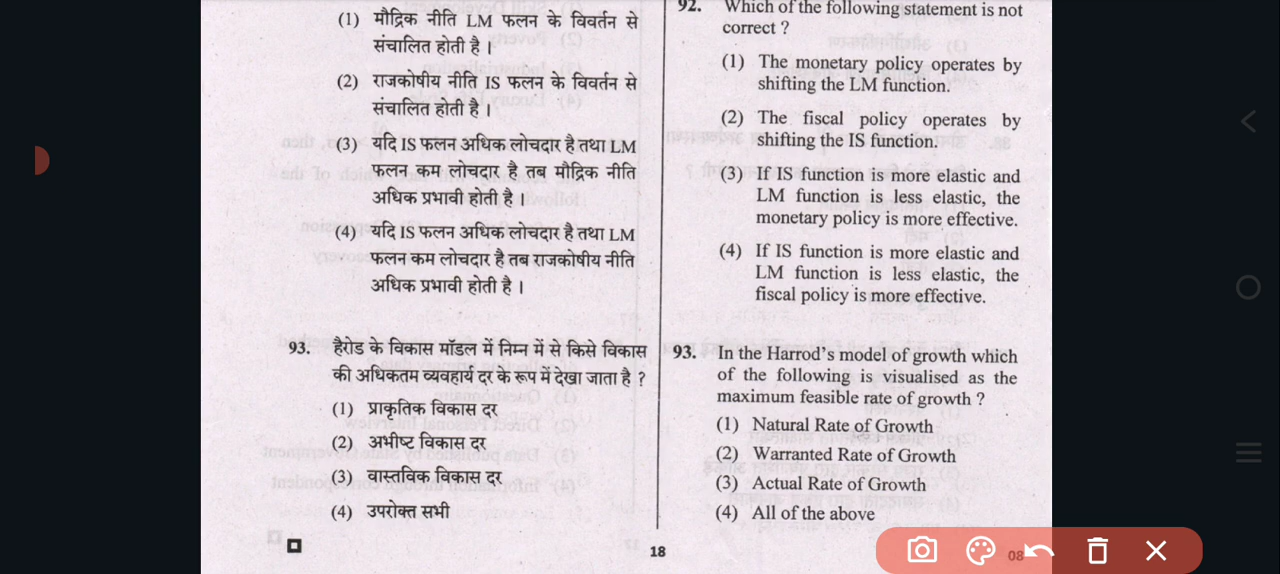 (1) मौद्रिक नीति LM फलन के विवर्तन से
संचालित होती है ।
(2) राजकोषीय नीति IS फलन के विवर्तन से
संचालित होती है ।
(3) यदि IS फलन अधिक लोचदार है तथा LM
फलन कम लोचदार है तब मौद्रिक नीति
अधिक प्रभावी होती है ।
(4) यदि IS फलन अधिक लोचदार है तथा LM
फलन कम लोचदार है तब राजकोषीय नीति
अधिक प्रभावी होती है ।
93. हैरोड के विकास मॉडल में निम्न में से किसे विकास
की अधिकतम व्यवहार्य दर के रूप में देखा जाता है ?
(1) प्राकृतिक विकास दर
(2) अभीष्ट विकास दर
(3) वास्तविक विकास दर
(4) उपरोक्त सभी
92. Which of the following statement is not
correct ?
(1) The monetary policy operates by
shifting the LM function.
(2) The fiscal policy operates by
shifting the IS function.
(3) If IS function is more elastic and
LM function is less elastic, the
monetary policy is more effective.
(4) If IS function is more elastic and
LM function is less elastic, the
fiscal policy is more effective.
93. In the Harrod's model of growth which
of the following is visualised as the
maximum feasible rate of growth ?
(1) Natural Rate of Growth
(2) Warranted Rate of Growth
(3) Actual Rate of Growth
(4) All of the above
18
08